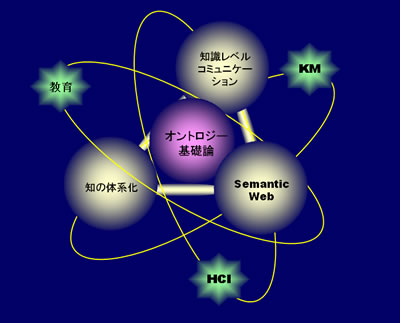 知識レベル
コミュニケー
ション
KM
教育
オントロジー
基礎論
知の体系化
Semantic
Web
HCI